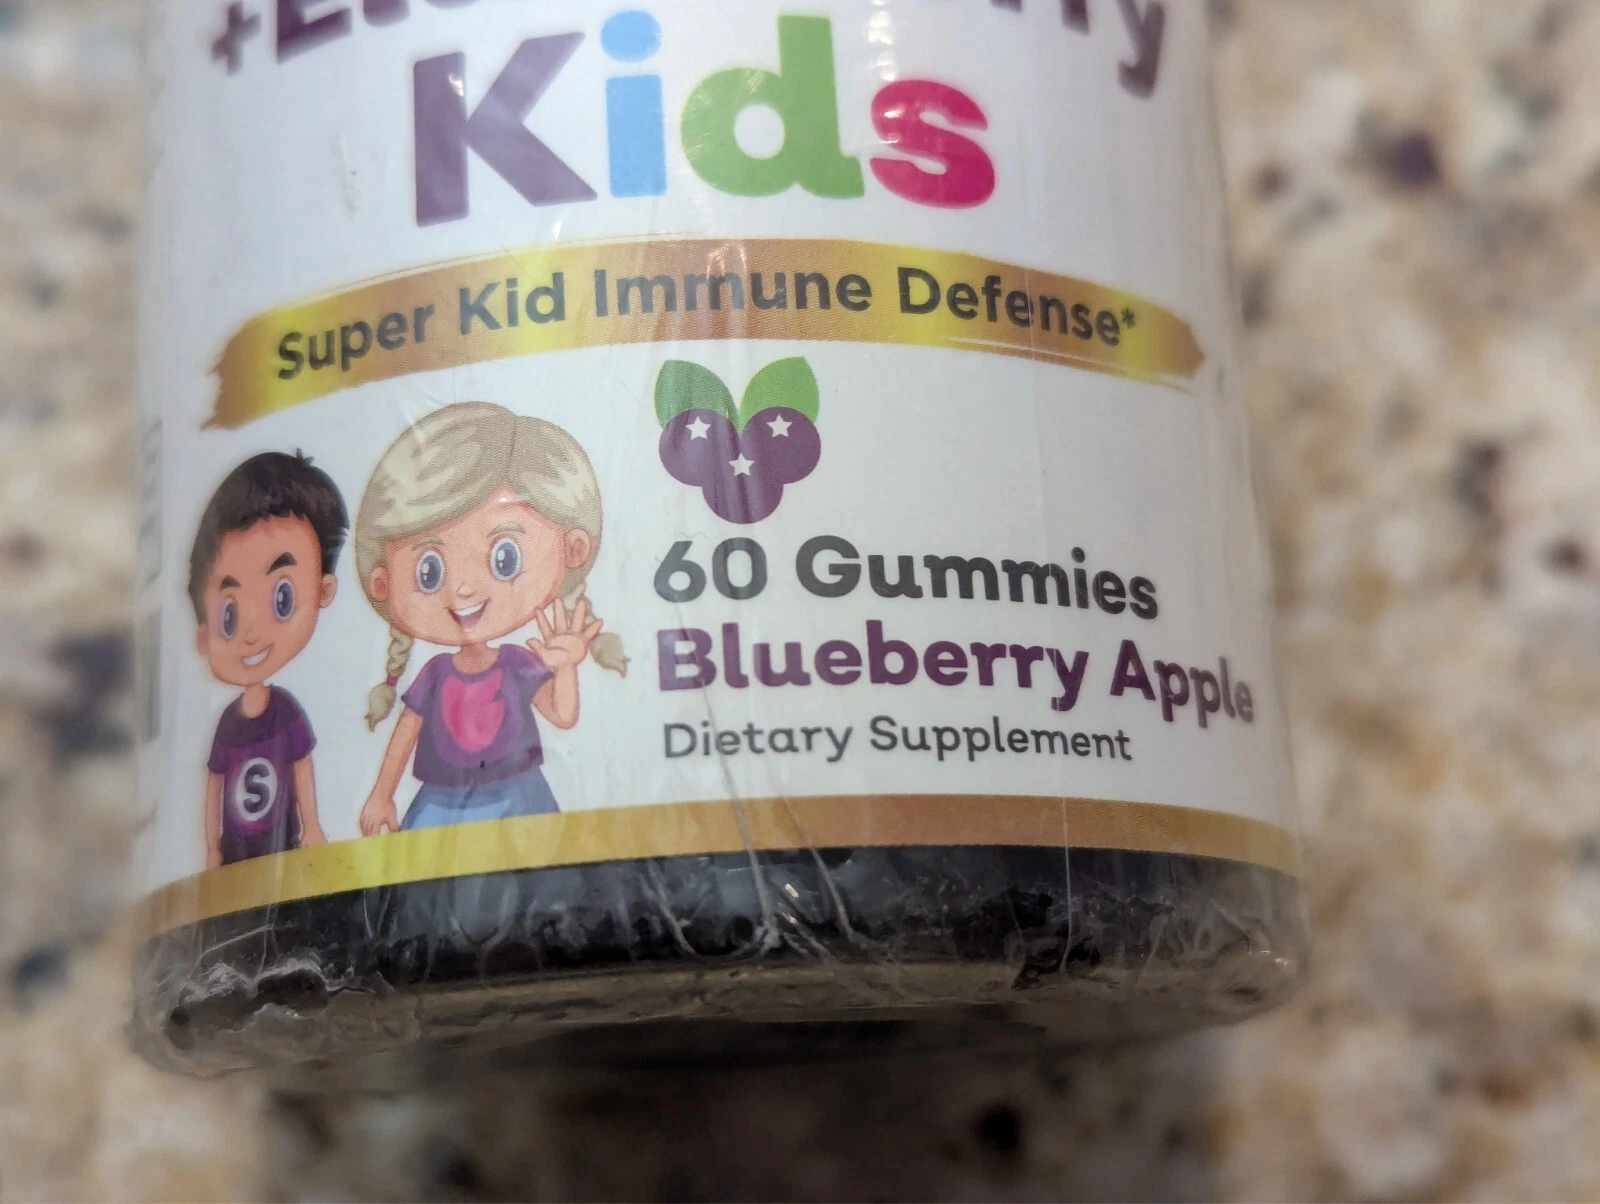 Kids
Super Kid Immune Defense*
60 Gummies
Blueberry Apple
Dietary Supplement
S